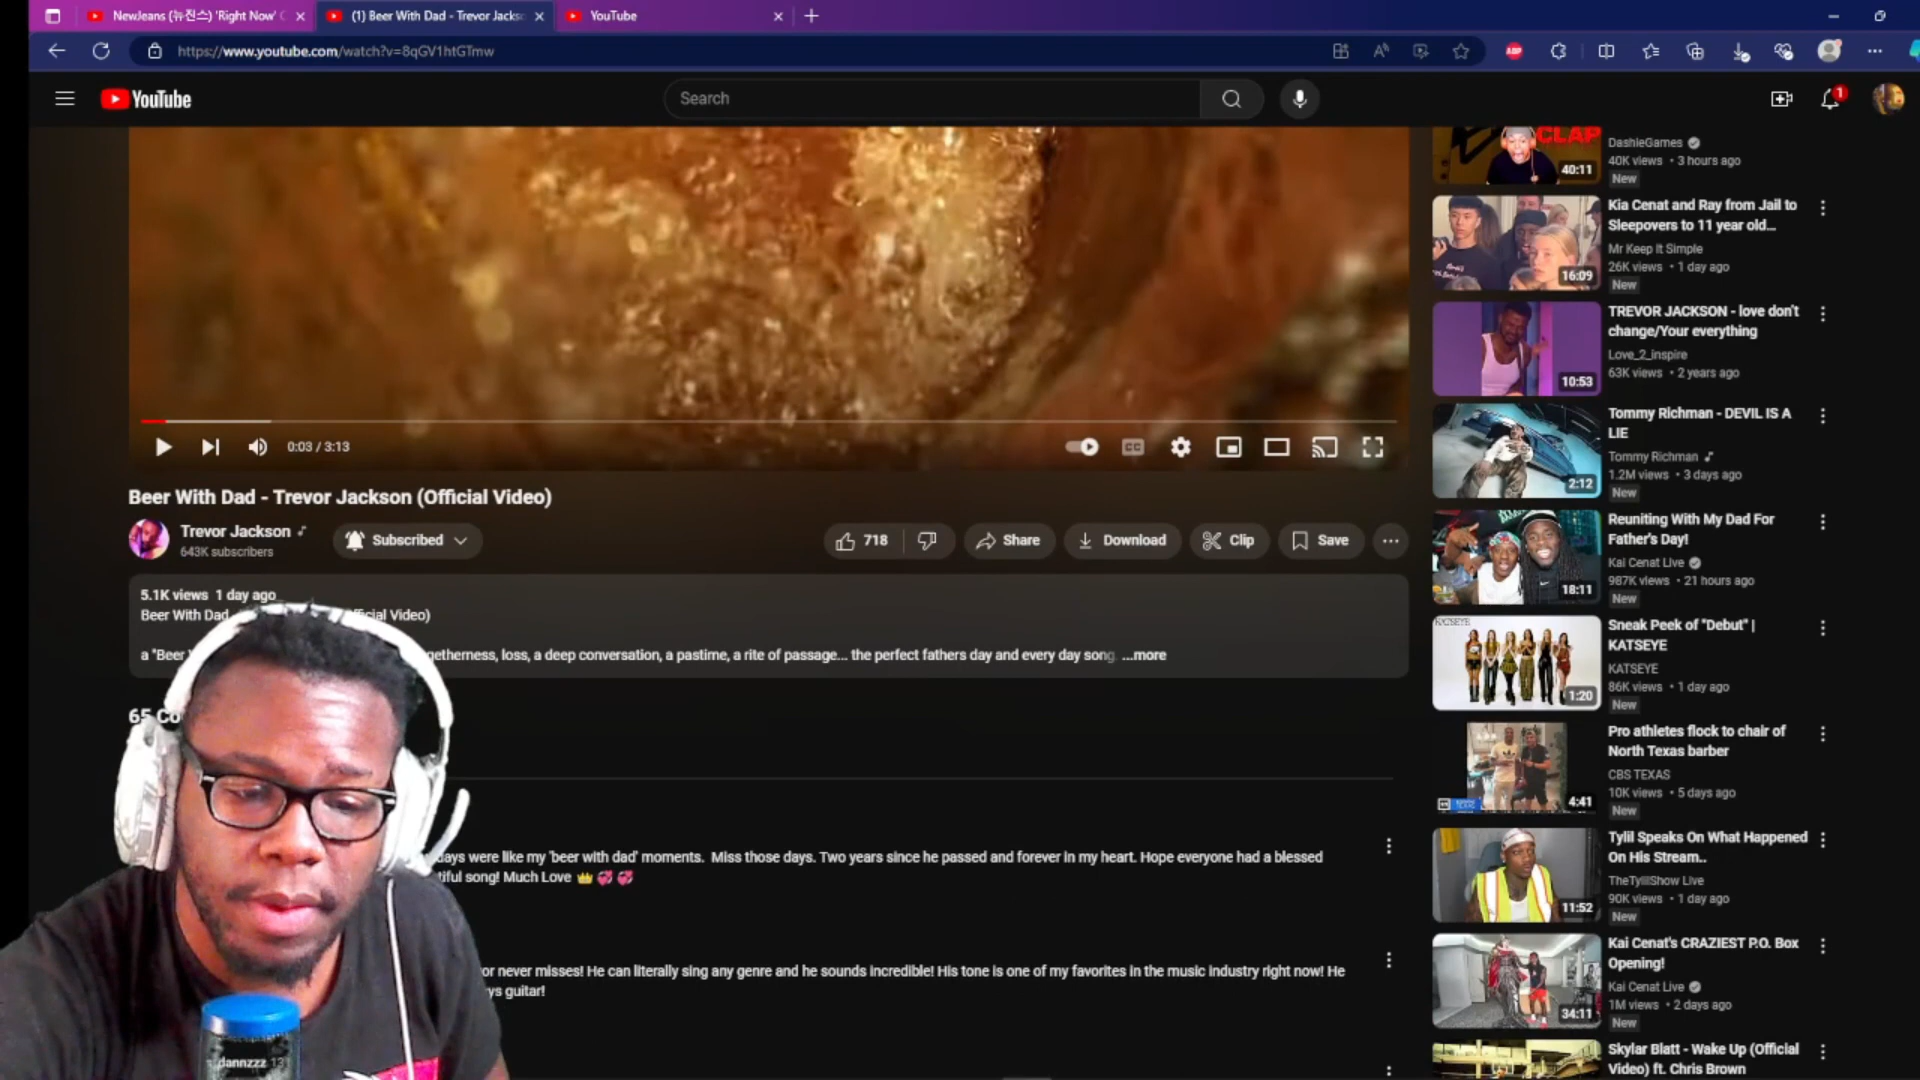 NewJeans (뉴진스) 'Right Now'
(1) Beer With Dad - Trevor Jacks
YouTube
https://www.youtube.com/watch?v=8qGV1htGTmw
ABP
YouTube
Search
1
0:03 / 3:13
CC
Beer With Dad - Trevor Jackson (Official Video)
Trevor Jackson
643K subscribers
Subscribed
718
Share
Download
Clip
Save
5.1K views 1 day ago
Beer With Dad
Video)
a "Beer
loss, a deep conversation, a pastime, a rite of passage... the perfect fathers day and every day song ...more
65
days were like my 'beer with dad' moments. Miss those days. Two years since he passed and forever in my heart. Hope everyone had a blessed
song! Much Love 👑 💞 💞
never misses! He can literally sing any genre and he sounds incredible! His tone is one of my favorites in the music industry right now! He
guitar!
dannzzz
CLAP
40:11
DashieGames
40K views • 3 hours ago
New
16:09
Kia Cenat and Ray from Jail to
Sleepovers to 11 year old...
Mr Keep It Simple
26K views • 1 day ago
New
10:53
TREVOR JACKSON - love don't
change/Your everything
Love_2_inspire
63K views • 2 years ago
2:12
Tommy Richman - DEVIL IS A
LIE
Tommy Richman
1.2M views • 3 days ago
New
18:11
Reuniting With My Dad For
Father's Day!
Kai Cenat Live
987K views • 21 hours ago
New
KATSEYE
1:20
Sneak Peek of "Debut" |
KATSEYE
KATSEYE
86K views • 1 day ago
New
4:41
Pro athletes flock to chair of
North Texas barber
CBS TEXAS
10K views • 5 days ago
New
11:52
Tylil Speaks On What Happened
On His Stream..
TheTylilShow Live
90K views • 1 day ago
New
34:11
Kai Cenat's CRAZIEST P.O. Box
Opening!
Kai Cenat Live
1M views • 2 days ago
New
Skylar Blatt - Wake Up (Official
Video) ft. Chris Brown